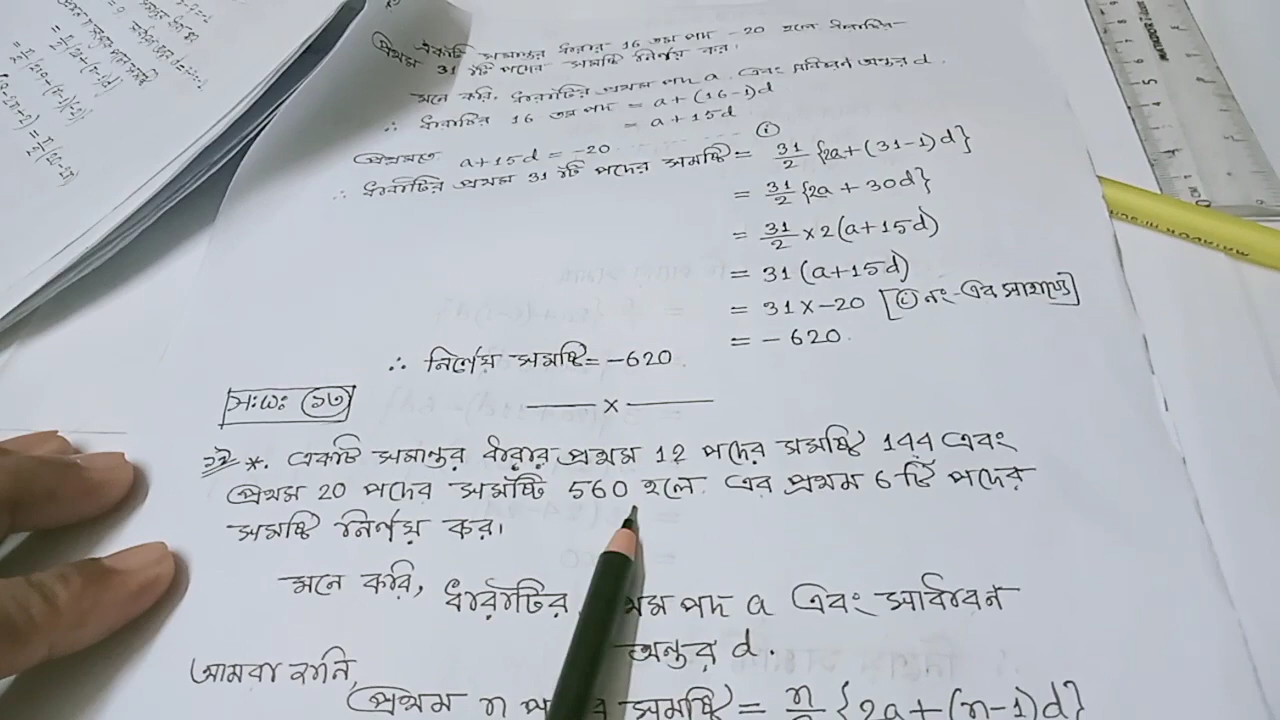 একটি সমান্তর ধারার 16 তম পদ -20 হলে ধারাটির
প্রথম 31 টি পদের সমষ্টি নির্ণয় কর।
মনে করি, ধারাটির প্রথম পদ a এবং সাধারণ অন্তর d.
∴ ধারাটির 16 তম পদ = a+(16-1)d
= a+15d
প্রশ্নমতে a+15d = -20 ... (i)
∴ ধারাটির প্রথম 31 টি পদের সমষ্টি = 31/2 {2a+(31-1)d}
= 31/2 {2a+30d}
= 31/2 ×2(a+15d)
= 31(a+15d)
= 31×-20 [(i) নং-এর সাহায্যে]
= -620.
∴ নির্ণেয় সমষ্টি= -620.
—— × ——
১২ *. একটি সমান্তর ধারার প্রথম 12 পদের সমষ্টি 144 এবং
প্রথম 20 পদের সমষ্টি 560 হলে এর প্রথম 6 টি পদের
সমষ্টি নির্ণয় কর।
মনে করি, ধারাটির প্রথম পদ a এবং সাধারন
অন্তর d.
আমরা জানি,
প্রথম n সমষ্টি = n/2 {2a+(n-1)d}